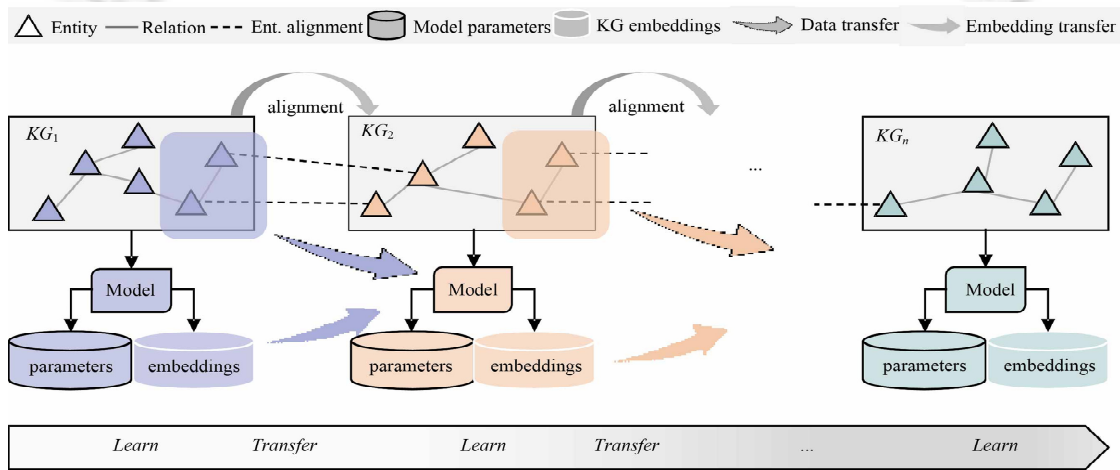 Entity Relation Ent. alignment Model parameters KG embeddings Data transfer Embedding transfer
alignment alignment
KG1 KG2 KGn
...
Model Model Model
parameters embeddings parameters embeddings parameters embeddings
Learn Transfer Learn Transfer ... Learn